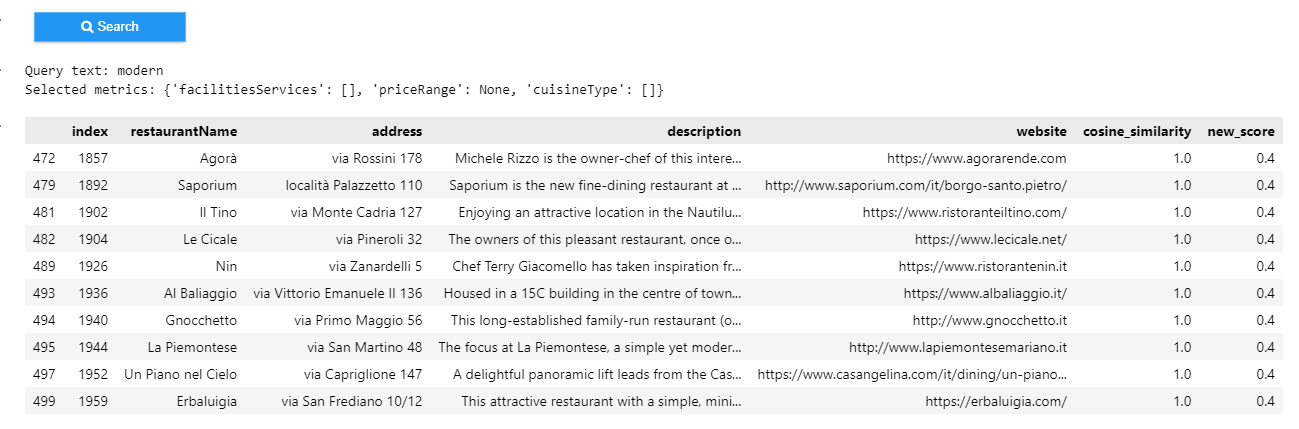 Search
Query text: modern
Selected metrics: {'facilitiesServices': [], 'priceRange': None, 'cuisineType': []}
index restaurantName address description website cosine_similarity new_score
472 1857 Agorà via Rossini 178 Michele Rizzo is the owner-chef of this intere... https://www.agorarende.com 1.0 0.4
479 1892 Saporium località Palazzetto 110 Saporium is the new fine-dining restaurant at ... http://www.saporium.com/it/borgo-santo.pietro/ 1.0 0.4
481 1902 Il Tino via Monte Cadria 127 Enjoying an attractive location in the Nautilu... https://www.ristoranteiltino.com/ 1.0 0.4
482 1904 Le Cicale via Pineroli 32 The owners of this pleasant restaurant, once o... https://www.lecicale.net/ 1.0 0.4
489 1926 Nin via Zanardelli 5 Chef Terry Giacomello has taken inspiration fr... https://www.ristorantenin.it 1.0 0.4
493 1936 Al Baliaggio via Vittorio Emanuele II 136 Housed in a 15C building in the centre of town... https://www.albaliaggio.it/ 1.0 0.4
494 1940 Gnocchetto via Primo Maggio 56 This long-established family-run restaurant (o... http://www.gnocchetto.it 1.0 0.4
495 1944 La Piemontese via San Martino 48 The focus at La Piemontese, a simple yet moder... http://www.lapiemontesemariano.it 1.0 0.4
497 1952 Un Piano nel Cielo via Capriglione 147 A delightful panoramic lift leads from the Cas... https://www.casangelina.com/it/dining/un-piano... 1.0 0.4
499 1959 Erbaluigia via San Frediano 10/12 This attractive restaurant with a simple, mini... https://erbaluigia.com/ 1.0 0.4